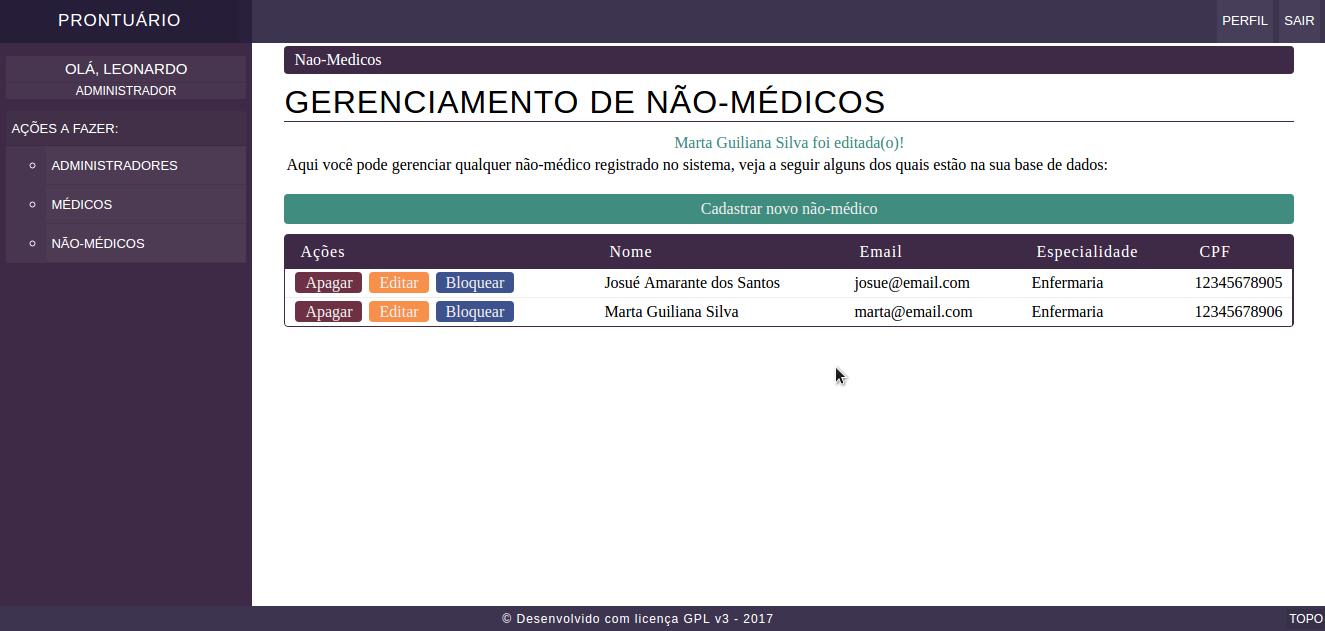 PRONTUÁRIO
PERFIL SAIR
OLÁ, LEONARDO
ADMINISTRADOR
AÇÕES A FAZER:
ADMINISTRADORES
MÉDICOS
NÃO-MÉDICOS
Nao-Medicos
GERENCIAMENTO DE NÃO-MÉDICOS
Marta Guiliana Silva foi editada(o)!
Aqui você pode gerenciar qualquer não-médico registrado no sistema, veja a seguir alguns dos quais estão na sua base de dados:
Cadastrar novo não-médico
Ações Nome Email Especialidade CPF
Apagar Editar Bloquear Josué Amarante dos Santos josue@email.com Enfermaria 12345678905
Apagar Editar Bloquear Marta Guiliana Silva marta@email.com Enfermaria 12345678906
© Desenvolvido com licença GPL v3 - 2017
TOPO